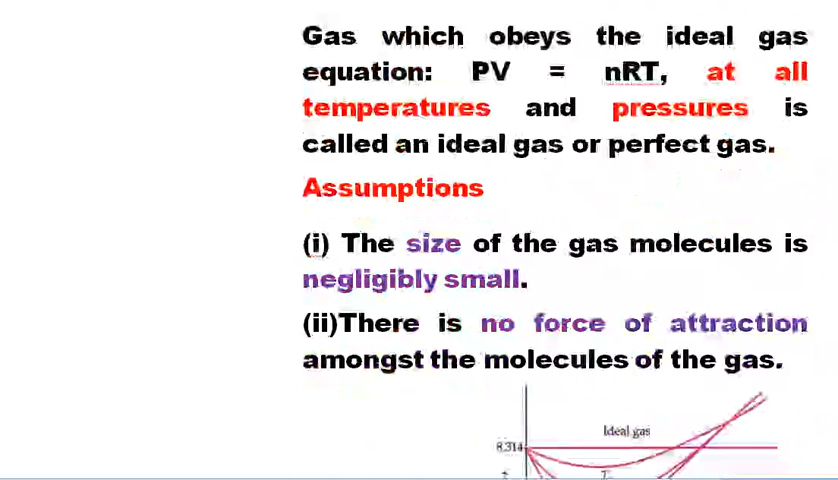 Gas which obeys the ideal gas
equation: PV = nRT, at all
temperatures and pressures is
called an ideal gas or perfect gas.
Assumptions
(i) The size of the gas molecules is
negligibly small.
(ii)There is no force of attraction
amongst the molecules of the gas.
Ideal gas
8.314